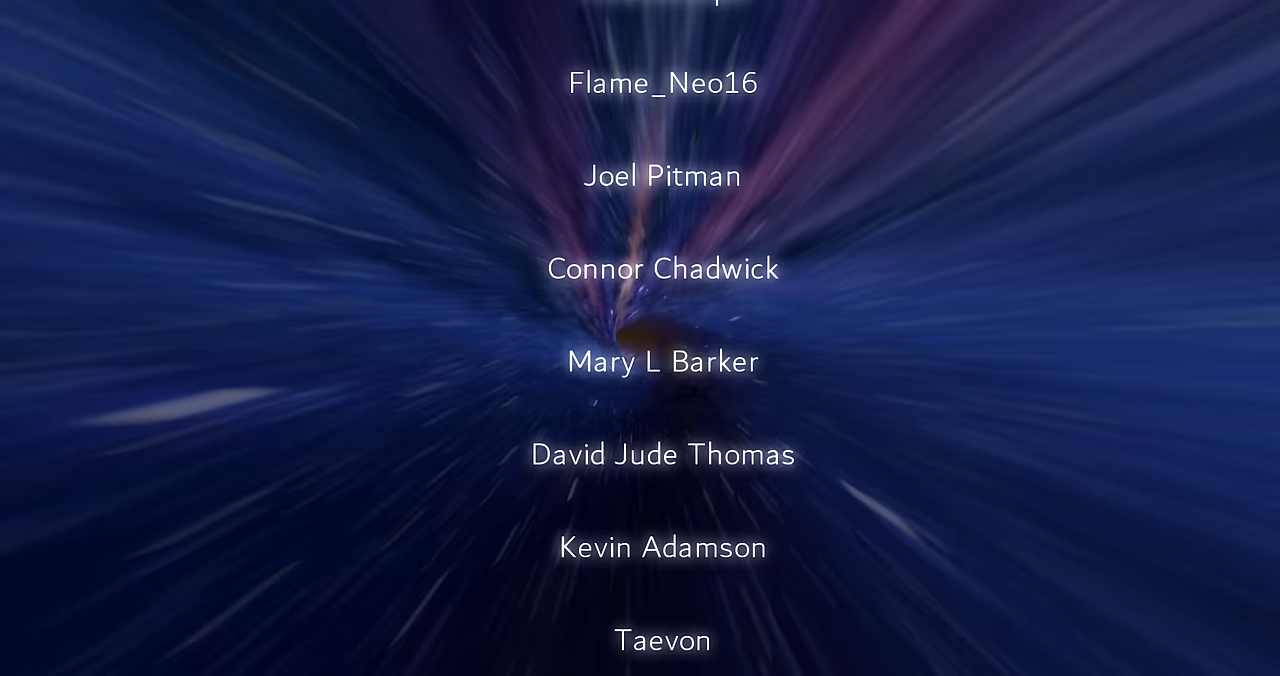 Flame_Neo16
Joel Pitman
Connor Chadwick
Mary L Barker
David Jude Thomas
Kevin Adamson
Taevon